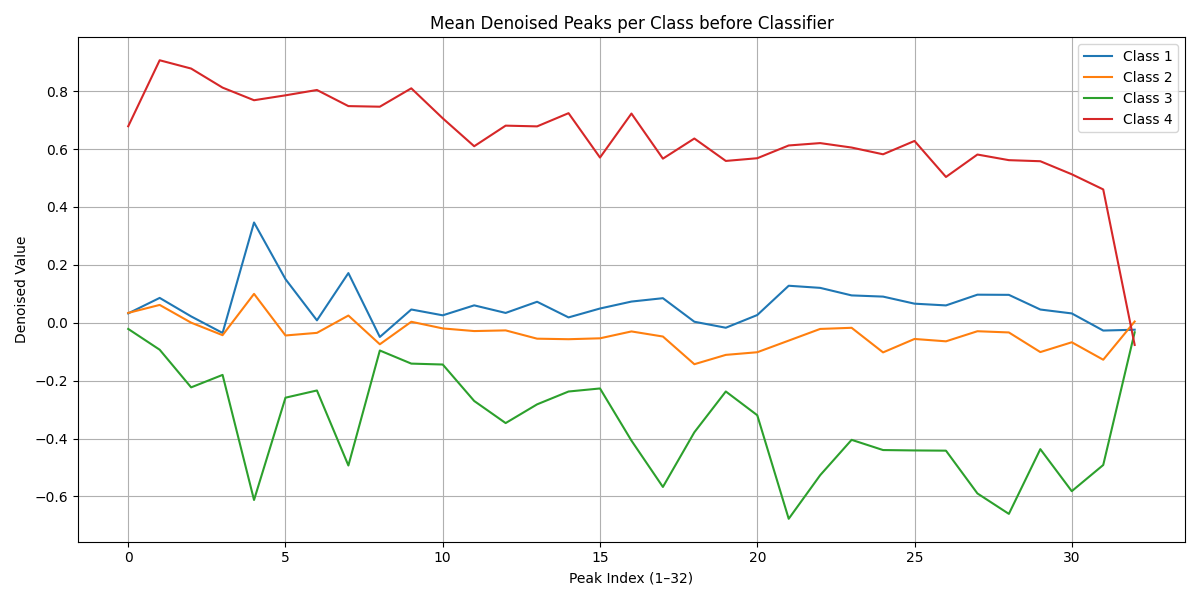 Mean Denoised Peaks per Class before Classifier
Class 1
Class 2
Class 3
Class 4
Denoised Value
0.8
0.6
0.4
0.2
0.0
−0.2
−0.4
−0.6
0 5 10 15 20 25 30
Peak Index (1–32)